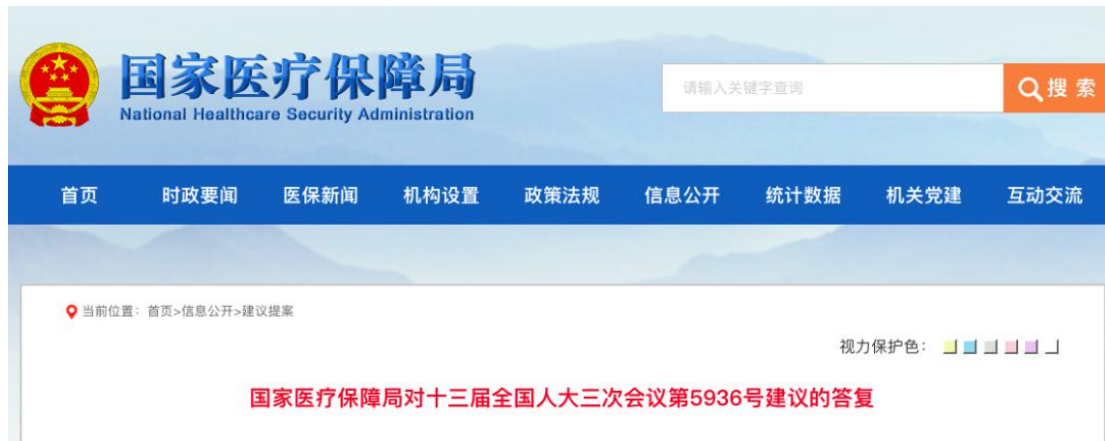 国家医疗保障局
National Healthcare Security Administration
请输入关键字查询
搜 索
首页 时政要闻 医保新闻 机构设置 政策法规 信息公开 统计数据 机关党建 互动交流
当前位置：首页>信息公开>建议提案
视力保护色：
国家医疗保障局对十三届全国人大三次会议第5936号建议的答复